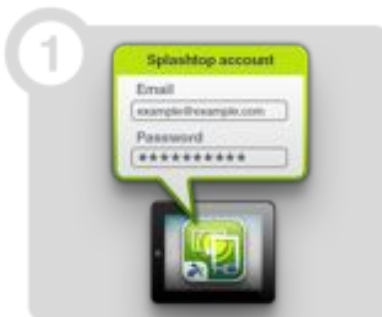 1
Splashtop account
Email
example@example.com
Password
**********